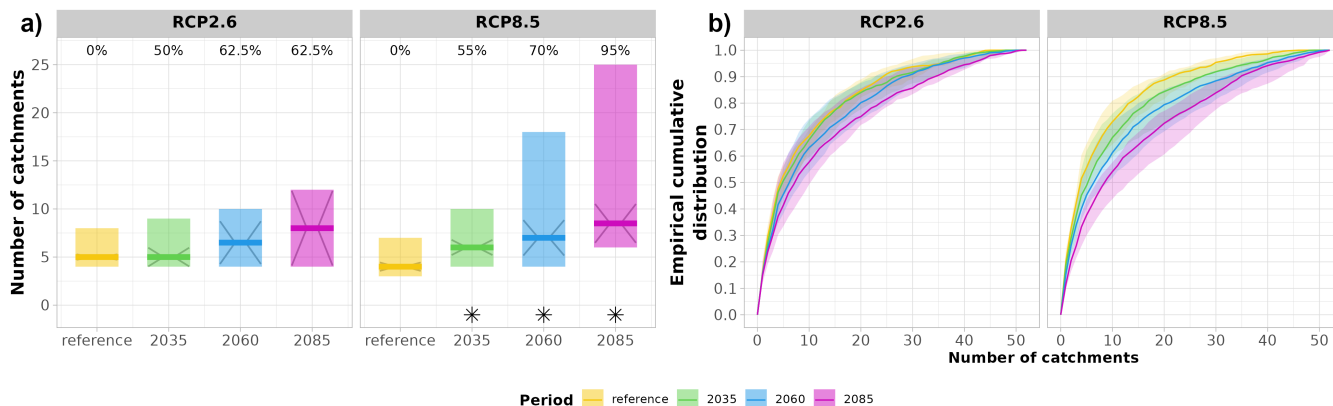 a)
RCP2.6
RCP8.5
0% 50% 62.5% 62.5%
0% 55% 70% 95%
Number of catchments
25
20
15
10
5
0
reference 2035 2060 2085
reference 2035 2060 2085
b)
RCP2.6
RCP8.5
Empirical cumulative
distribution
1.0
0.9
0.8
0.7
0.6
0.5
0.4
0.3
0.2
0.1
0.0
0 10 20 30 40 50
0 10 20 30 40 50
Number of catchments
Period reference 2035 2060 2085